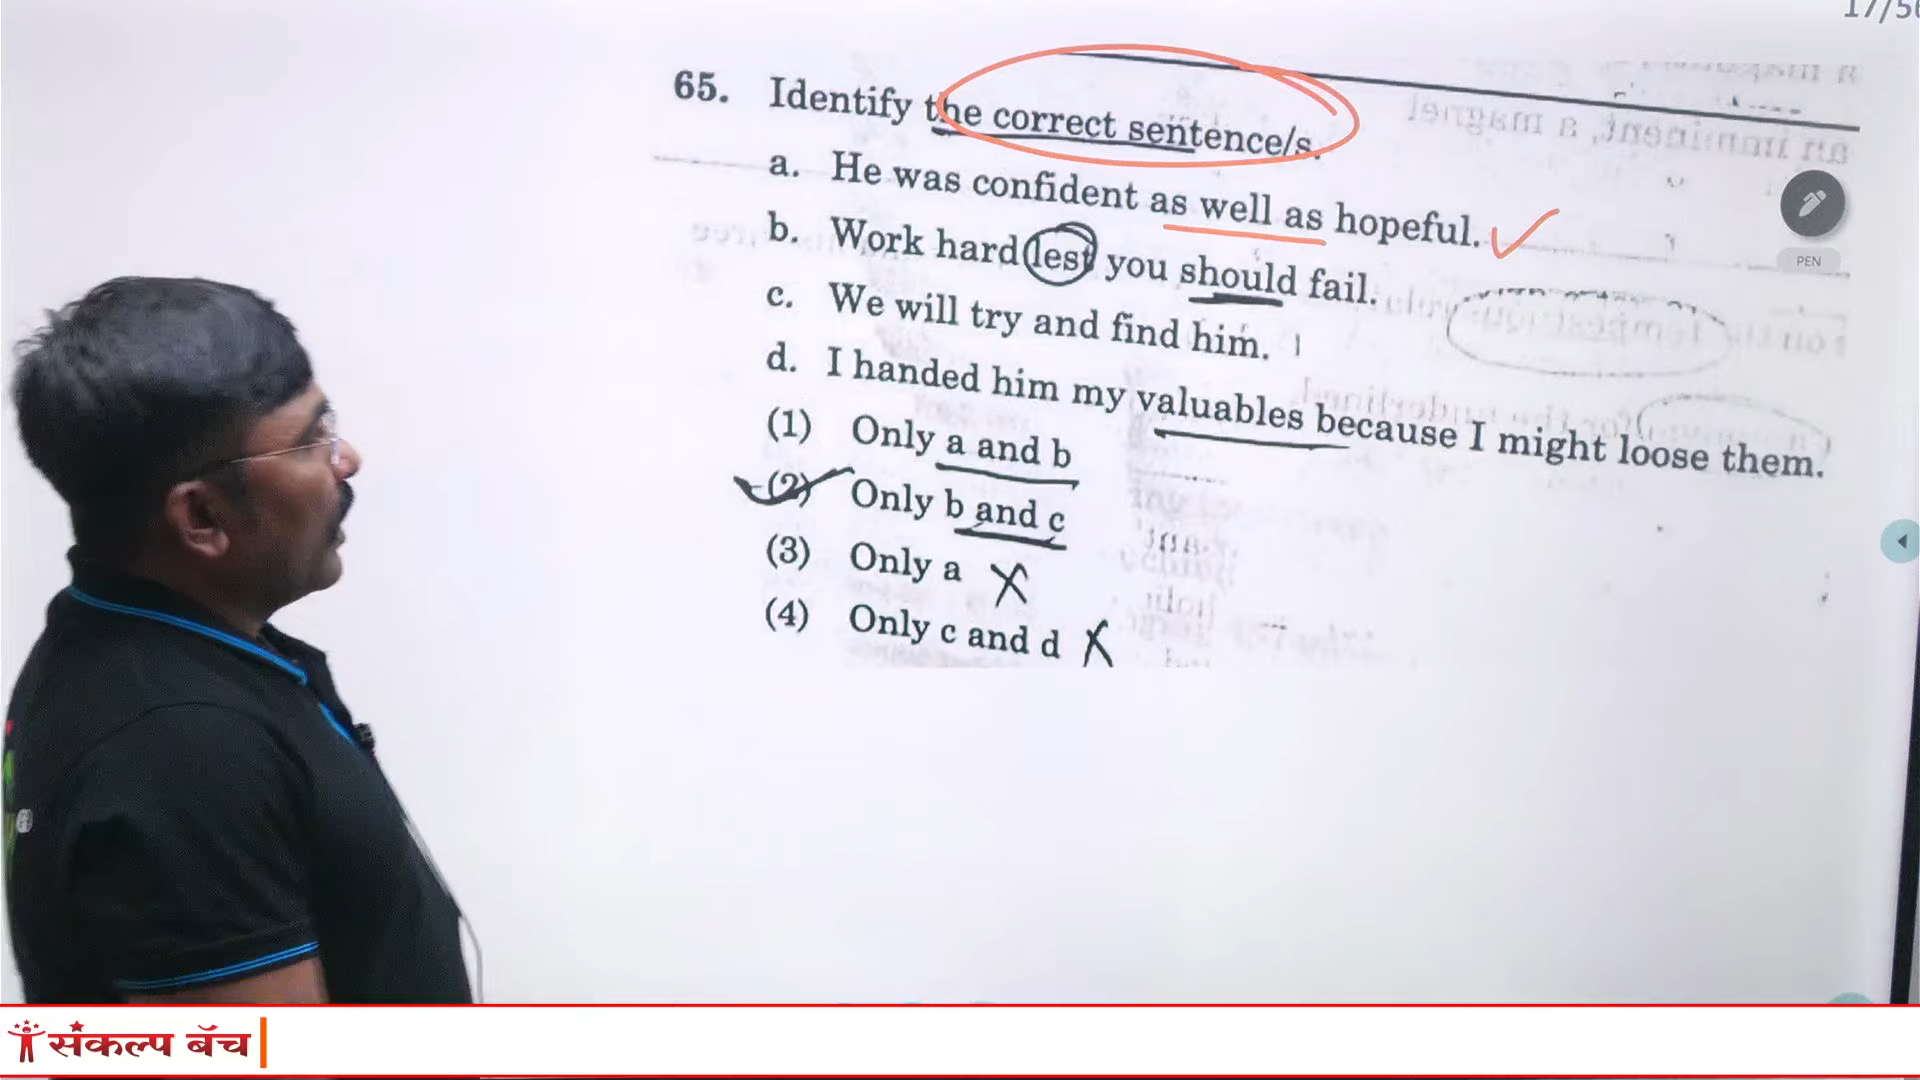 17/56
65. Identify the correct sentence/s.
a. He was confident as well as hopeful.
b. Work hard lest you should fail.
c. We will try and find him.
d. I handed him my valuables because I might loose them.
(1) Only a and b
(2) Only b and c
(3) Only a
(4) Only c and d
PEN
संकल्प बॅच